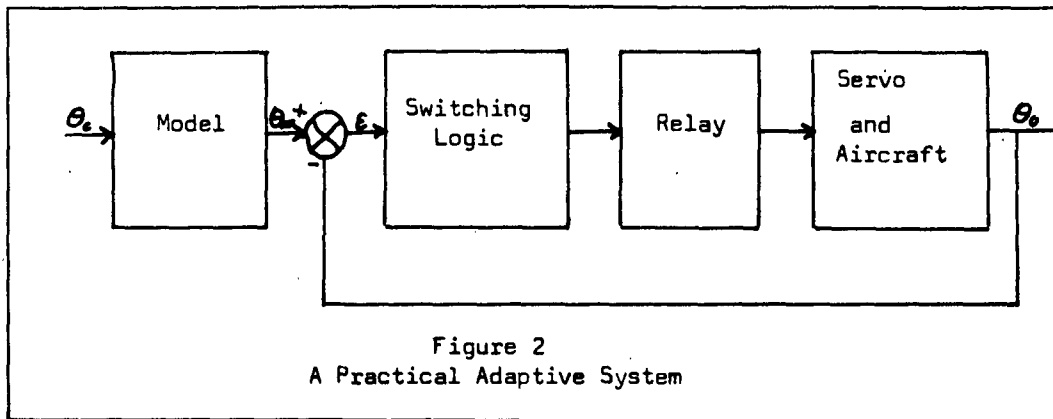 Servo
and
Aircraft
θc
Model
θm
+
ε
Switching
Logic
Relay
θo
-
Figure 2
A Practical Adaptive System